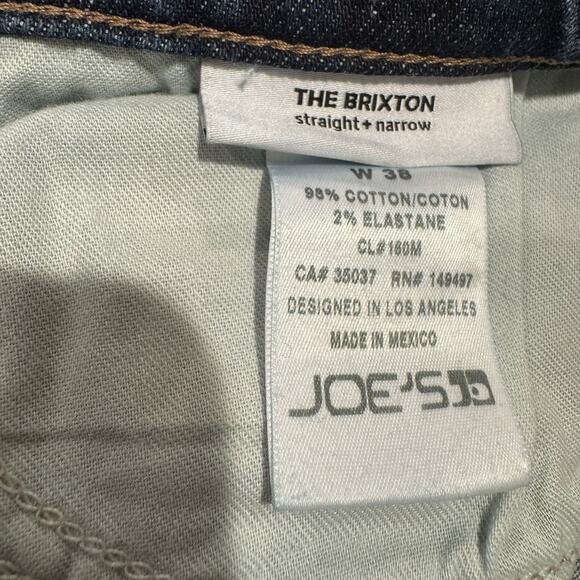 THE BRIXTON
straight + narrow
W 38
98% COTTON/COTON
2% ELASTANE
CL# 160M
CA# 35037 RN# 149497
DESIGNED IN LOS ANGELES
MADE IN MEXICO
JOE'S